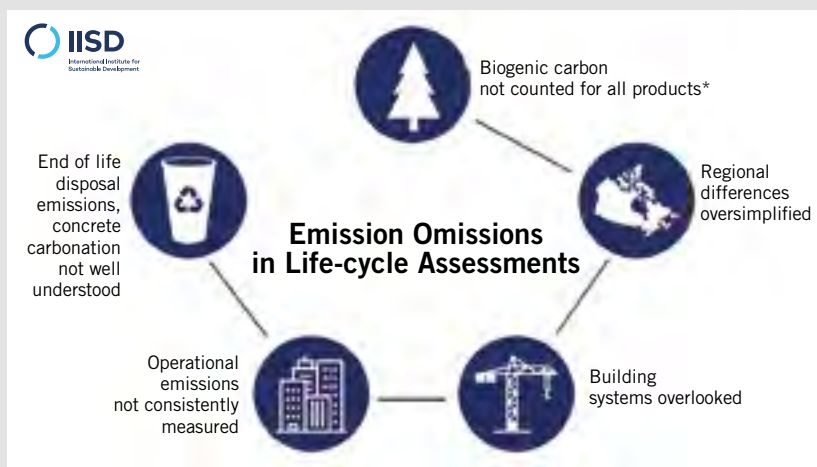 IISD
International Institute for
Sustainable Development
Biogenic carbon
not counted for all products*
Regional
differences
oversimplified
End of life
disposal
emissions,
concrete
carbonation
not well
understood
Emission Omissions
in Life-cycle Assessments
Operational
emissions
not consistently
measured
Building
systems overlooked